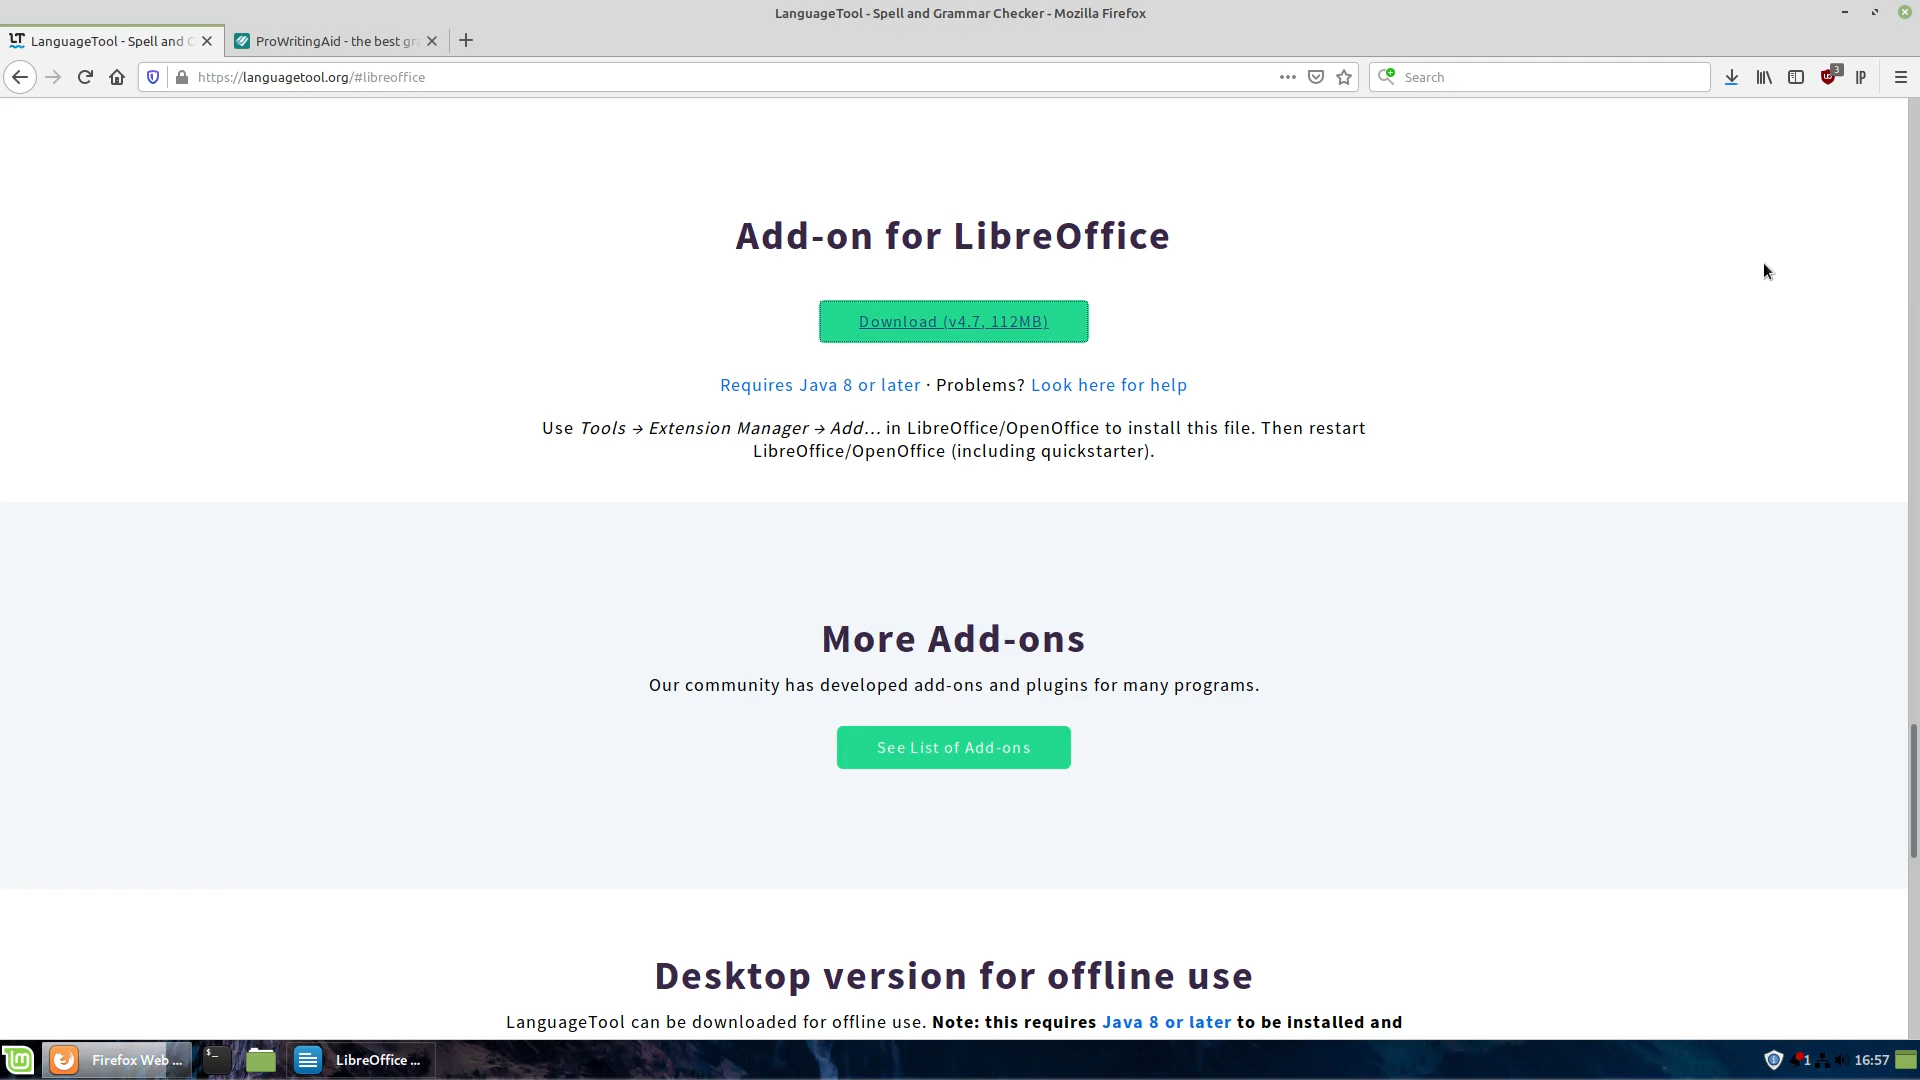 LanguageTool - Spell and Grammar Checker - Mozilla Firefox
LanguageTool - Spell and G
ProWritingAid - the best gr
https://languagetool.org/#libreoffice
Search
3
Add-on for LibreOffice
Download (v4.7, 112MB)
Requires Java 8 or later · Problems? Look here for help
Use Tools → Extension Manager → Add... in LibreOffice/OpenOffice to install this file. Then restart
LibreOffice/OpenOffice (including quickstarter).
More Add-ons
Our community has developed add-ons and plugins for many programs.
See List of Add-ons
Desktop version for offline use
LanguageTool can be downloaded for offline use. Note: this requires Java 8 or later to be installed and
Firefox Web ...
LibreOffice ...
1
16:57